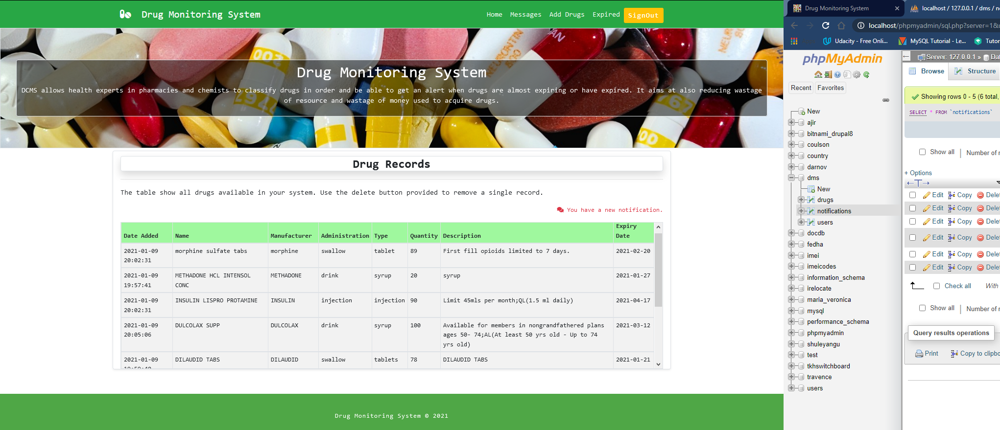 Drug Monitoring System
Home Messages Add Drugs Expired SignOut
Drug Monitoring System
DCMS allows health experts in pharmacies and chemists to classify drugs in order and be able to get an alert when drugs are almost expiring or have expired. It aims at also reducing wastage
of resource and wastage of money used to acquire drugs.
Drug Records
The table show all drugs available in your system. Use the delete button provided to remove a single record.
You have a new notification.
Date Added Name Manufacturer Administration Type Quantity Description Expiry Date
2021-01-09 20:02:31 morphine sulfate tabs morphine swallow tablet 89 First fill opioids limited to 7 days. 2021-02-20
2021-01-09 19:57:41 METHADONE HCL INTENSOL CONC METHADONE drink syrup 20 syrup 2021-01-27
2021-01-09 20:02:31 INSULIN LISPRO PROTAMINE INSULIN injection injection 90 Limit 45mls per month;QL(1.5 ml daily) 2021-04-17
2021-01-09 20:05:06 DULCOLAX SUPP DULCOLAX drink syrup 100 Available for members in nongrandfathered plans ages 50- 74;AL(At least 50 yrs old - Up to 74 yrs old) 2021-03-12
2021-01-09 DILAUDID TABS DILAUDID swallow tablets 78 DILAUDID TABS 2021-01-21
Drug Monitoring System © 2021
Drug Monitoring System
localhost / 127.0.0.1 / dms /
localhost/phpmyadmin/sql.php?server=1&
Udacity - Free Onli... MySQL Tutorial - Le... Tutor
phpMyAdmin
Recent Favorites
New
ajir
bitnami_drupal8
coulson
country
darnov
dms
New
drugs
notifications
users
docdb
fedha
imei
imeicodes
information_schema
irelocate
maria_veronica
mysql
performance_schema
phpmyadmin
shuleyangu
test
tkhswitchboard
travence
users
Server: 127.0.0.1 » Dat
Browse Structure
Showing rows 0 - 5 (6 total,
SELECT * FROM `notifications`
Show all Number of r
+ Options
←T→
Edit Copy Delet
Edit Copy Delet
Edit Copy Delet
Edit Copy Delet
Edit Copy Delet
Edit Copy Delet
Check all With
Show all Number of r
Query results operations
Print Copy to clipbo